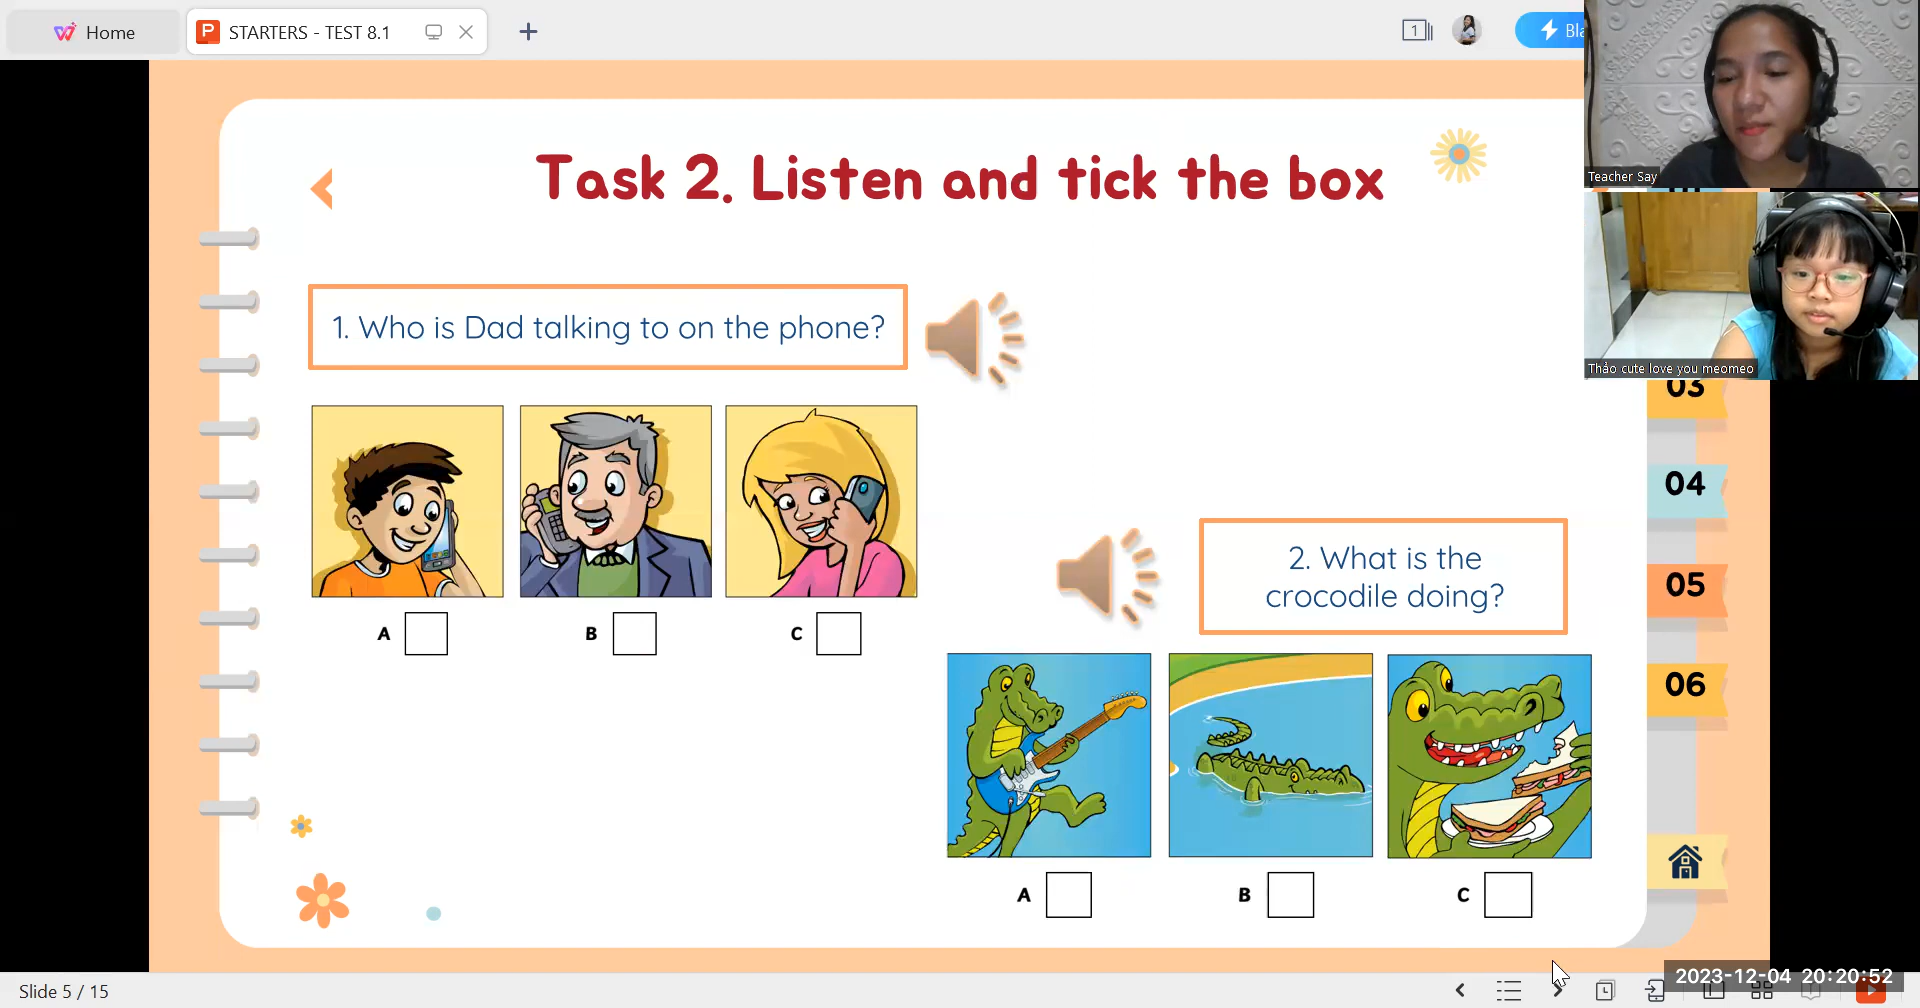 Home
STARTERS - TEST 8.1
1
Teacher Say
Thảo cute love you meomeo
Task 2. Listen and tick the box
1. Who is Dad talking to on the phone?
A
B
C
2. What is the
crocodile doing?
A
B
C
03
04
05
06
Slide 5 / 15
2023-12-04 20:20:52